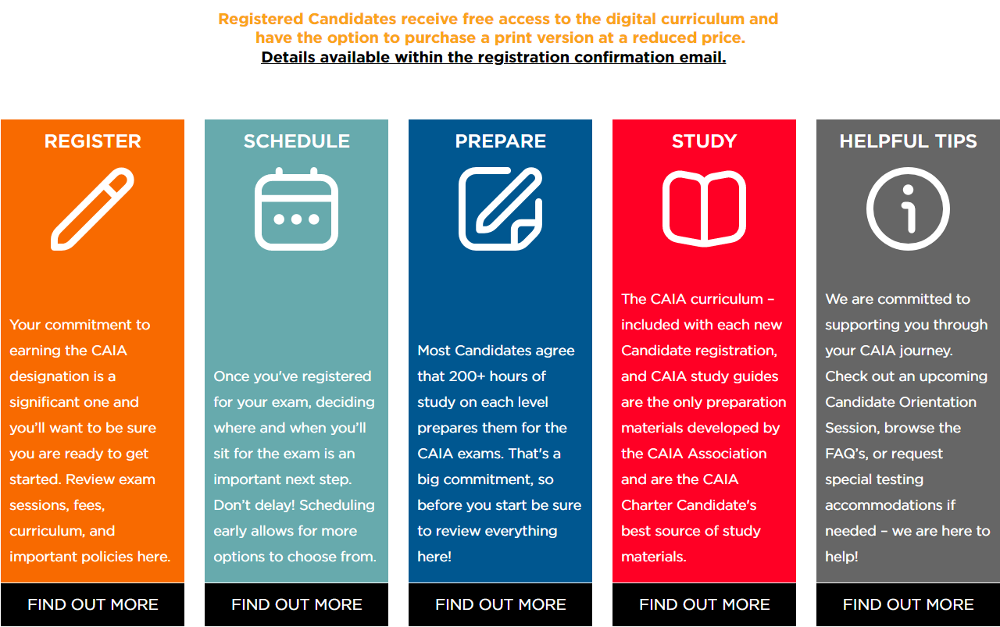 Registered Candidates receive free access to the digital curriculum and
have the option to purchase a print version at a reduced price.
Details available within the registration confirmation email.
REGISTER
Your commitment to
earning the CAIA
designation is a
significant one and
you’ll want to be sure
you are ready to get
started. Review exam
sessions, fees,
curriculum, and
important policies here.
FIND OUT MORE
SCHEDULE
Once you've registered
for your exam, deciding
where and when you’ll
sit for the exam is an
important next step.
Don’t delay! Scheduling
early allows for more
options to choose from.
FIND OUT MORE
PREPARE
Most Candidates agree
that 200+ hours of
study on each level
prepares them for the
CAIA exams. That's a
big commitment, so
before you start be sure
to review everything
here!
FIND OUT MORE
STUDY
The CAIA curriculum –
included with each new
Candidate registration,
and CAIA study guides
are the only preparation
materials developed by
the CAIA Association
and are the CAIA
Charter Candidate's
best source of study
materials.
FIND OUT MORE
HELPFUL TIPS
We are committed to
supporting you through
your CAIA journey.
Check out an upcoming
Candidate Orientation
Session, browse the
FAQ’s, or request
special testing
accommodations if
needed – we are here to
help!
FIND OUT MORE